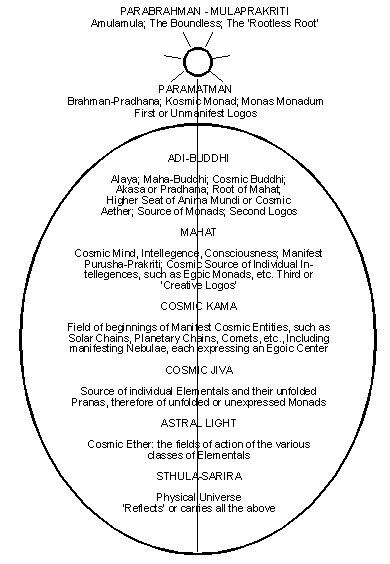 PARABRAHMAN - MULAPRAKRITI
Amulamula; The Boundless; The 'Rootless Root'
PARAMATMAN
Brahman-Pradhana; Kosmic Monad; Monas Monadum
First or Unmanifest Logos
ADI-BUDDHI
Alaya; Maha-Buddhi; Cosmic Buddhi;
Akasa or Pradhana; Root of Mahat;
Higher Seat of Anima Mundi or Cosmic
Aether; Source of Monads; Second Logos
MAHAT
Cosmic Mind, Intellegence, Consciousness; Manifest
Purusha-Prakriti; Cosmic Source of Individual In-
tellegences, such as Egoic Monads, etc. Third or
'Creative Logos'
COSMIC KAMA
Field of beginnings of Manifest Cosmic Entities, such as
Solar Chains, Planetary Chains, Comets, etc., Including
manifesting Nebulae, each expressing an Egoic Center
COSMIC JIVA
Source of individual Elementals and their unfolded
Pranas, therefore of unfolded or unexpressed Monads
ASTRAL LIGHT
Cosmic Ether: the fields of action of the various
classes of Elementals
STHULA-SARIRA
Physical Universe
'Reflects' or carries all the above